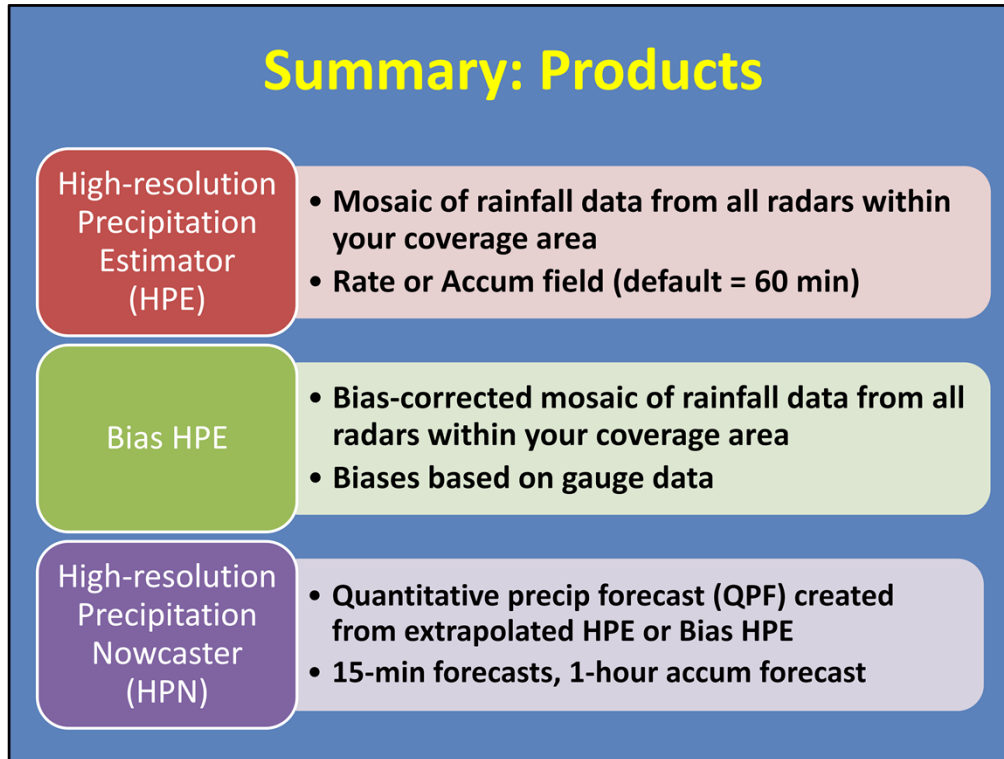 Summary: Products
High-resolution
Precipitation
Estimator
(HPE)
• Mosaic of rainfall data from all radars within
your coverage area
• Rate or Accum field (default = 60 min)
Bias HPE
• Bias-corrected mosaic of rainfall data from all
radars within your coverage area
• Biases based on gauge data
High-resolution
Precipitation
Nowcaster
(HPN)
• Quantitative precip forecast (QPF) created
from extrapolated HPE or Bias HPE
• 15-min forecasts, 1-hour accum forecast